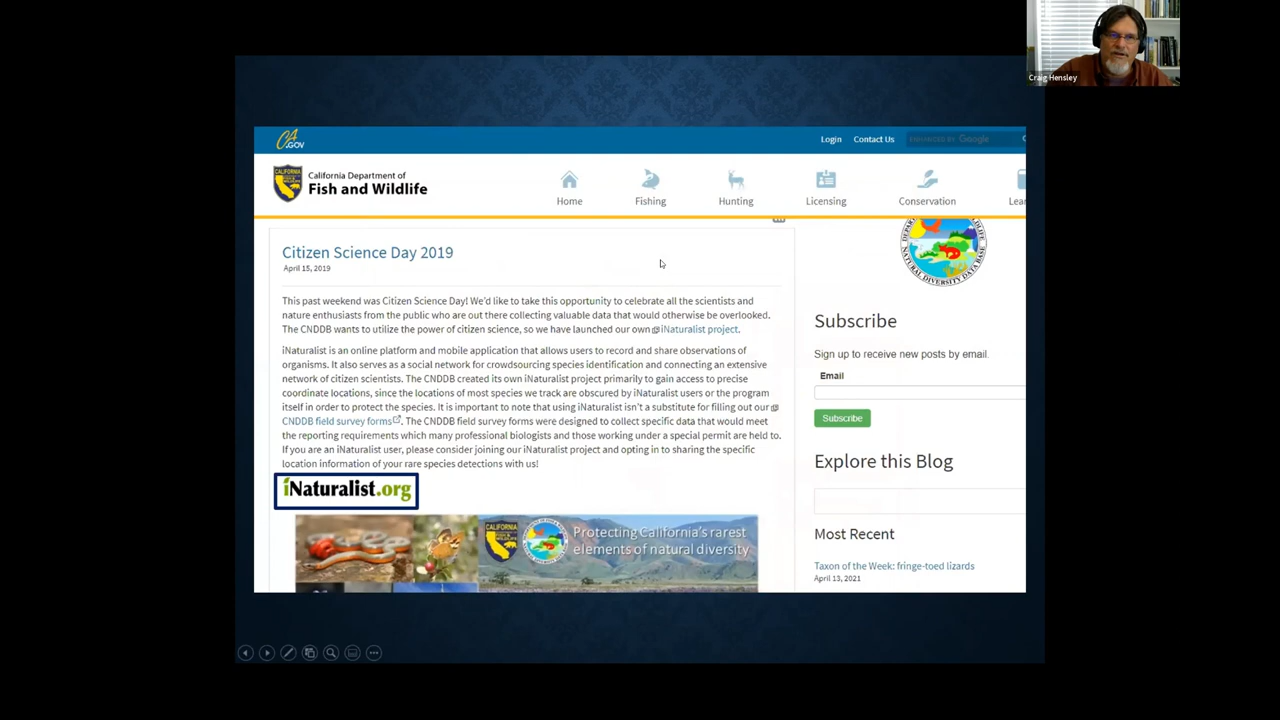 Craig Hensley
CA.GOV
Login
Contact Us
ENHANCED BY Google
California Department of
Fish and Wildlife
Home
Fishing
Hunting
Licensing
Conservation
Lear
Citizen Science Day 2019
April 15, 2019
This past weekend was Citizen Science Day! We'd like to take this opportunity to celebrate all the scientists and
nature enthusiasts from the public who are out there collecting valuable data that would otherwise be overlooked.
The CNDDB wants to utilize the power of citizen science, so we have launched our own iNaturalist project.
iNaturalist is an online platform and mobile application that allows users to record and share observations of
organisms. It also serves as a social network for crowdsourcing species identification and connecting an extensive
network of citizen scientists. The CNDDB created its own iNaturalist project primarily to gain access to precise
coordinate locations, since the locations of most species we track are obscured by iNaturalist users or the program
itself in order to protect the species. It is important to note that using iNaturalist isn't a substitute for filling out our
CNDDB field survey forms. The CNDDB field survey forms were designed to collect specific data that would meet
the reporting requirements which many professional biologists and those working under a special permit are held to.
If you are an iNaturalist user, please consider joining our iNaturalist project and opting in to sharing the specific
location information of your rare species detections with us!
iNaturalist.org
Protecting California's rarest
elements of natural diversity
NATURAL DIVERSITY DATA BASE
Subscribe
Sign up to receive new posts by email.
Email
Subscribe
Explore this Blog
Most Recent
Taxon of the Week: fringe-toed lizards
April 13, 2021